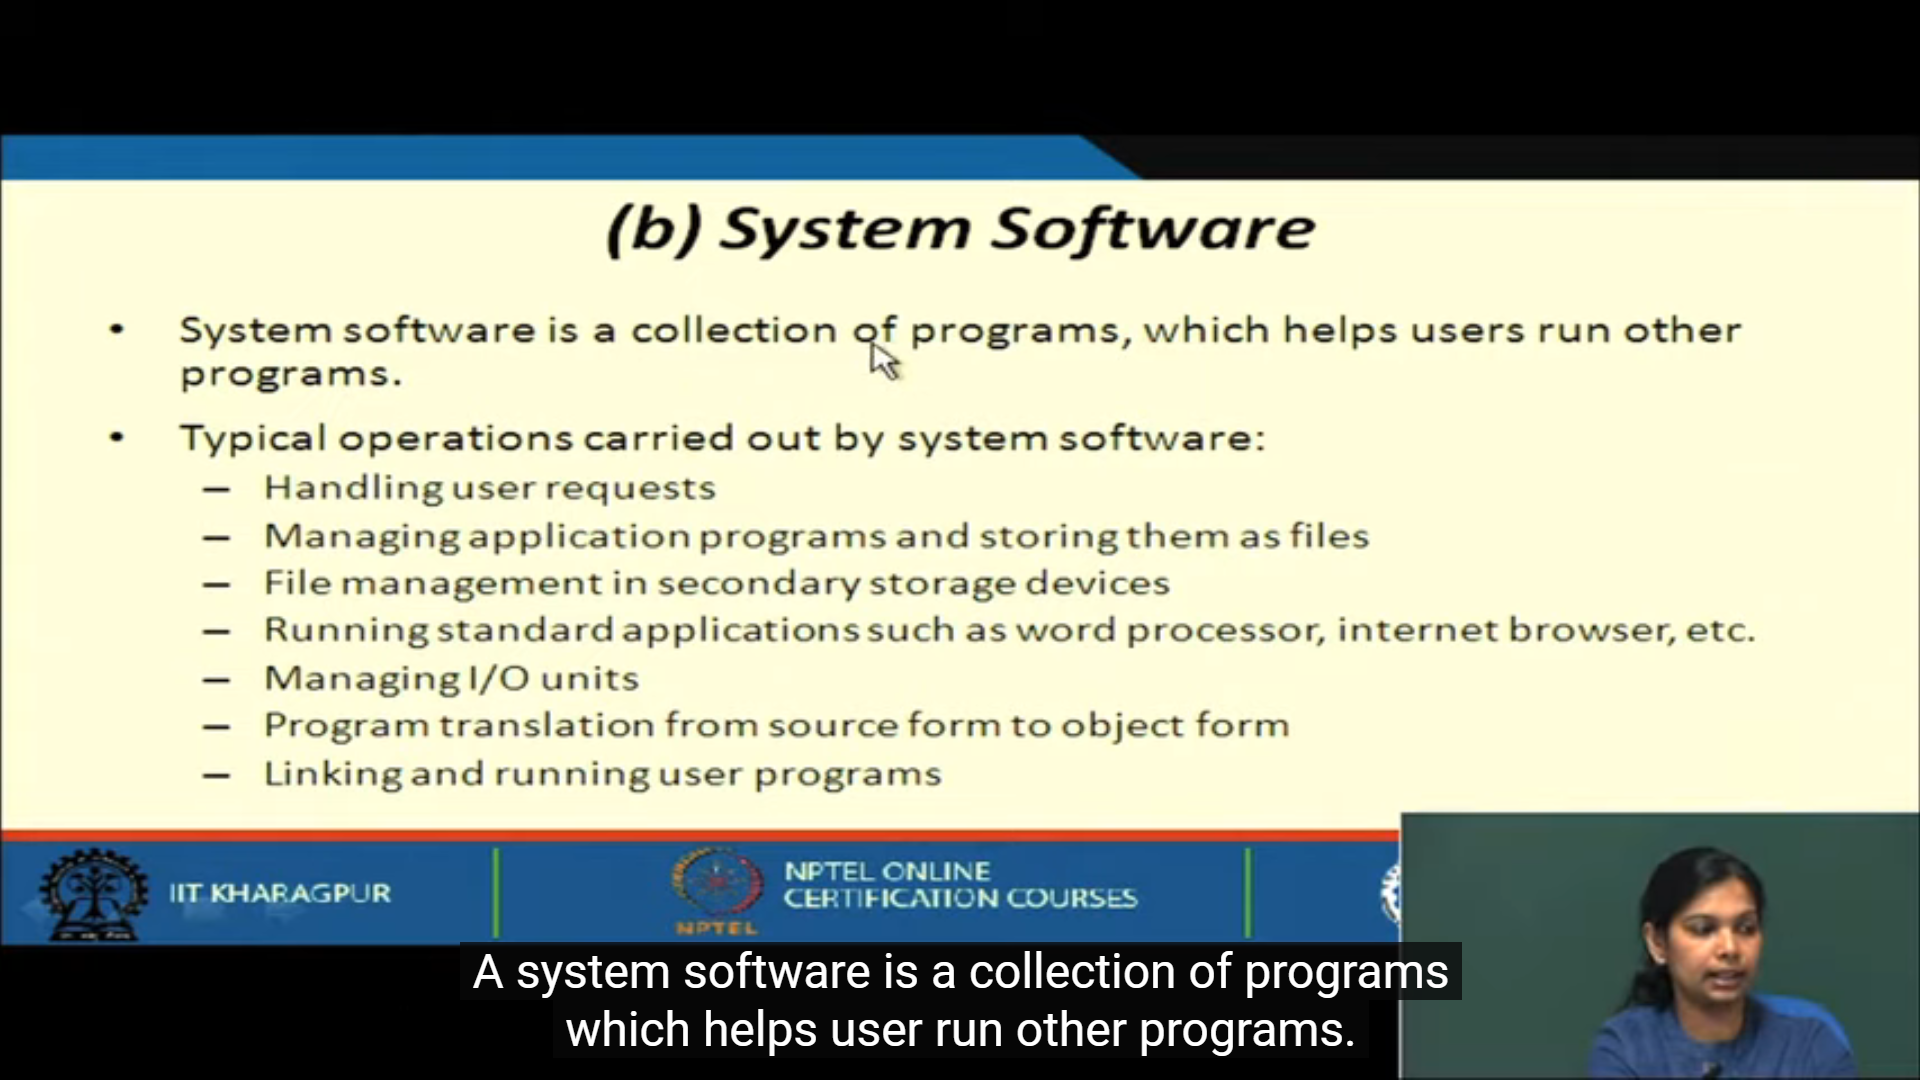 (b) System Software
• System software is a collection of programs, which helps users run other
programs.
• Typical operations carried out by system software:
– Handling user requests
– Managing application programs and storing them as files
– File management in secondary storage devices
– Running standard applications such as word processor, internet browser, etc.
– Managing I/O units
– Program translation from source form to object form
– Linking and running user programs
IIT KHARAGPUR
NPTEL ONLINE
CERTIFICATION COURSES
NPTEL
A system software is a collection of programs
which helps user run other programs.